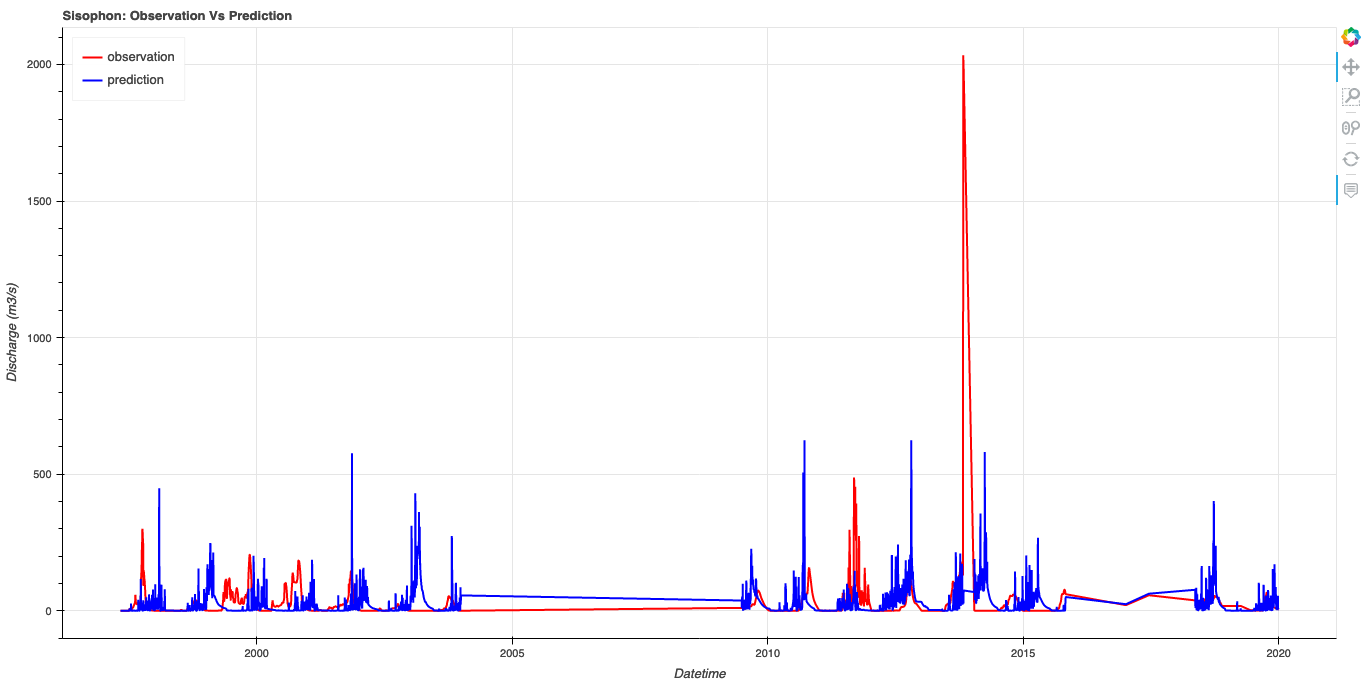 Sisophon: Observation Vs Prediction
observation
prediction
2000
1500
1000
500
0
Discharge (m3/s)
2000
2005
2010
2015
2020
Datetime